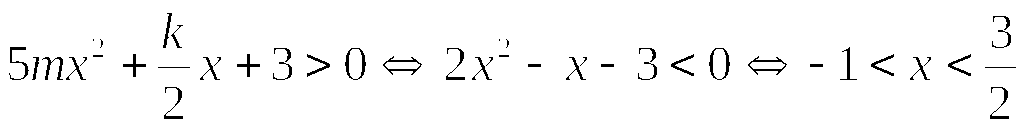 5mx² + k/2 x + 3 > 0 ⇔ 2x² - x - 3 < 0 ⇔ -1 < x < 3/2